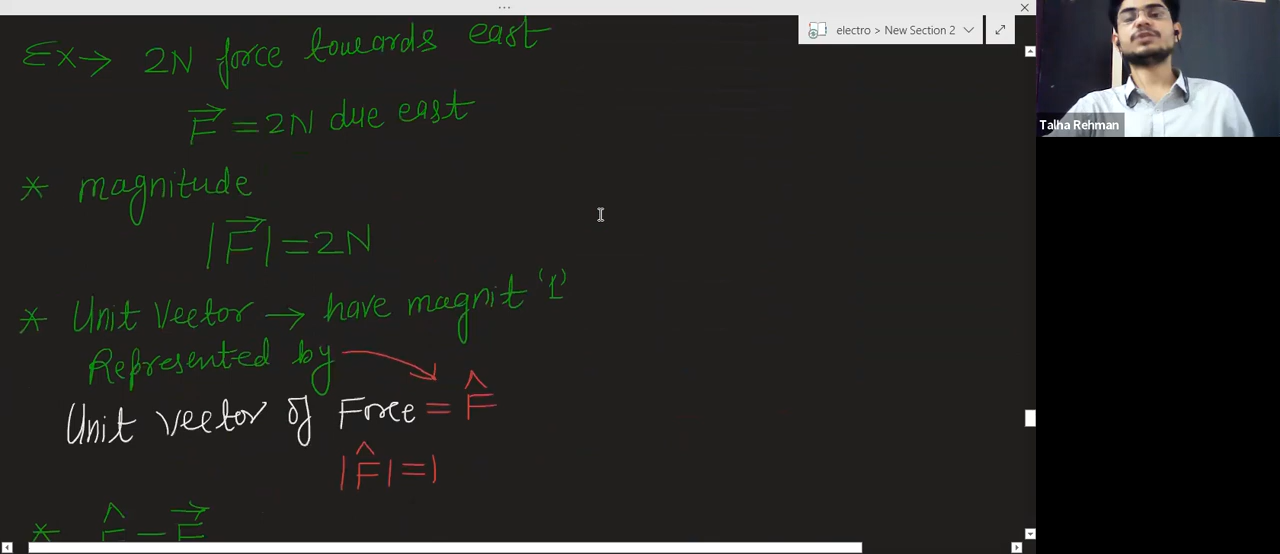 electro > New Section 2
Ex→ 2N force towards east
F⃗ = 2N due east
* magnitude
|F⃗| = 2N
* Unit Vector → have magnit '1'
Represented by
Unit vector of Force = F̂
|F̂| = 1
* F̂ = F⃗
Talha Rehman